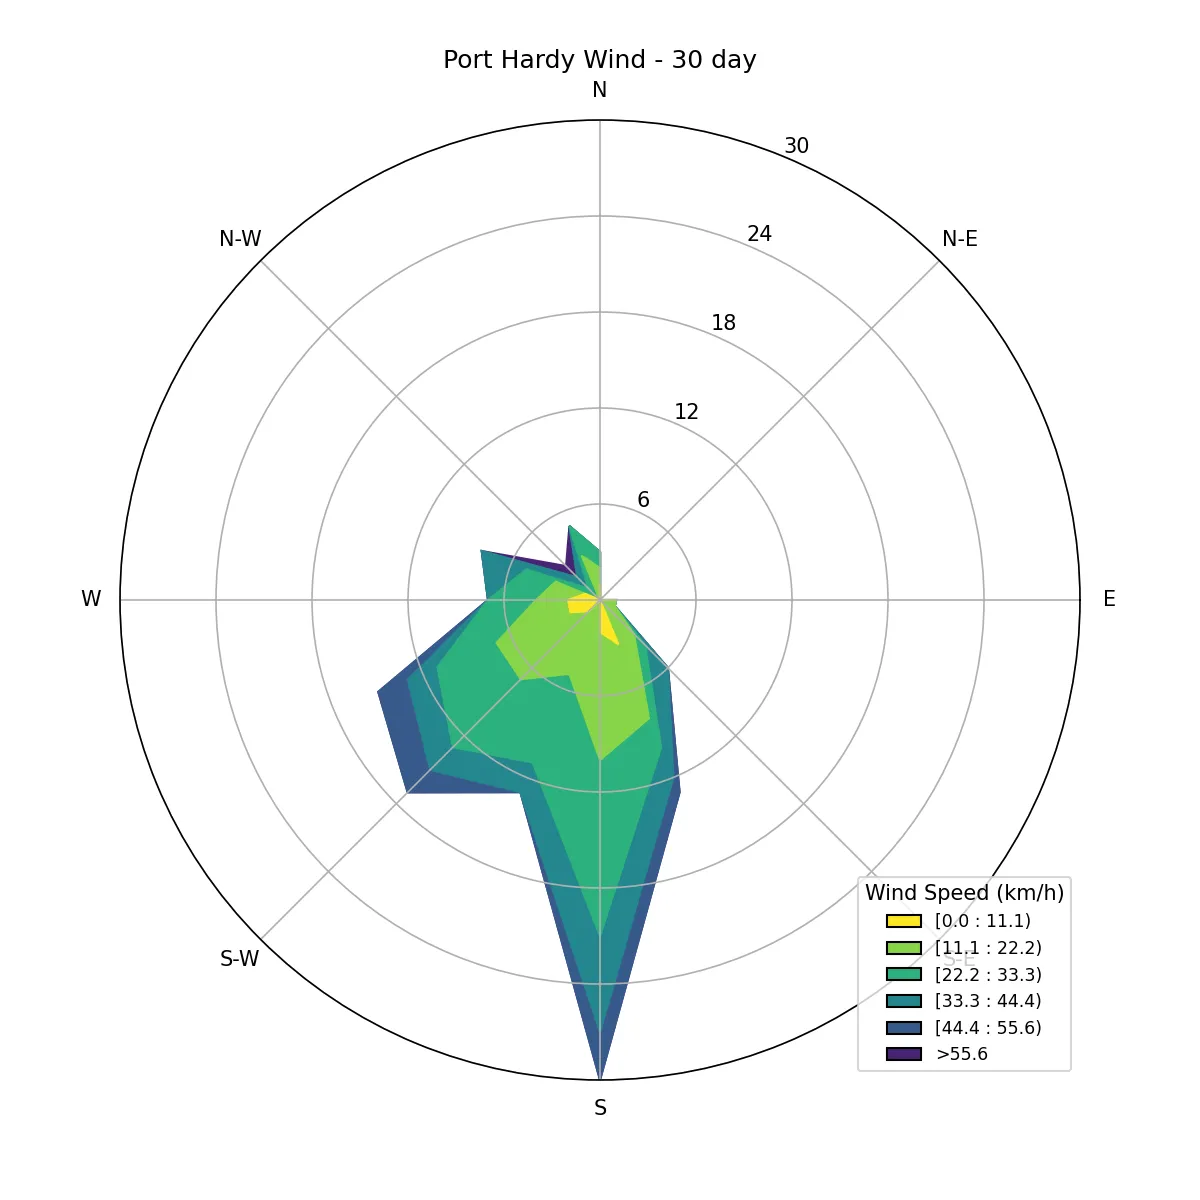 Port Hardy Wind - 30 day
N
30
N-W
N-E
24
18
12
6
W
E
Wind Speed (km/h)
[0.0 : 11.1)
[11.1 : 22.2)
S-W
S-E
[22.2 : 33.3)
[33.3 : 44.4)
[44.4 : 55.6)
>55.6
S